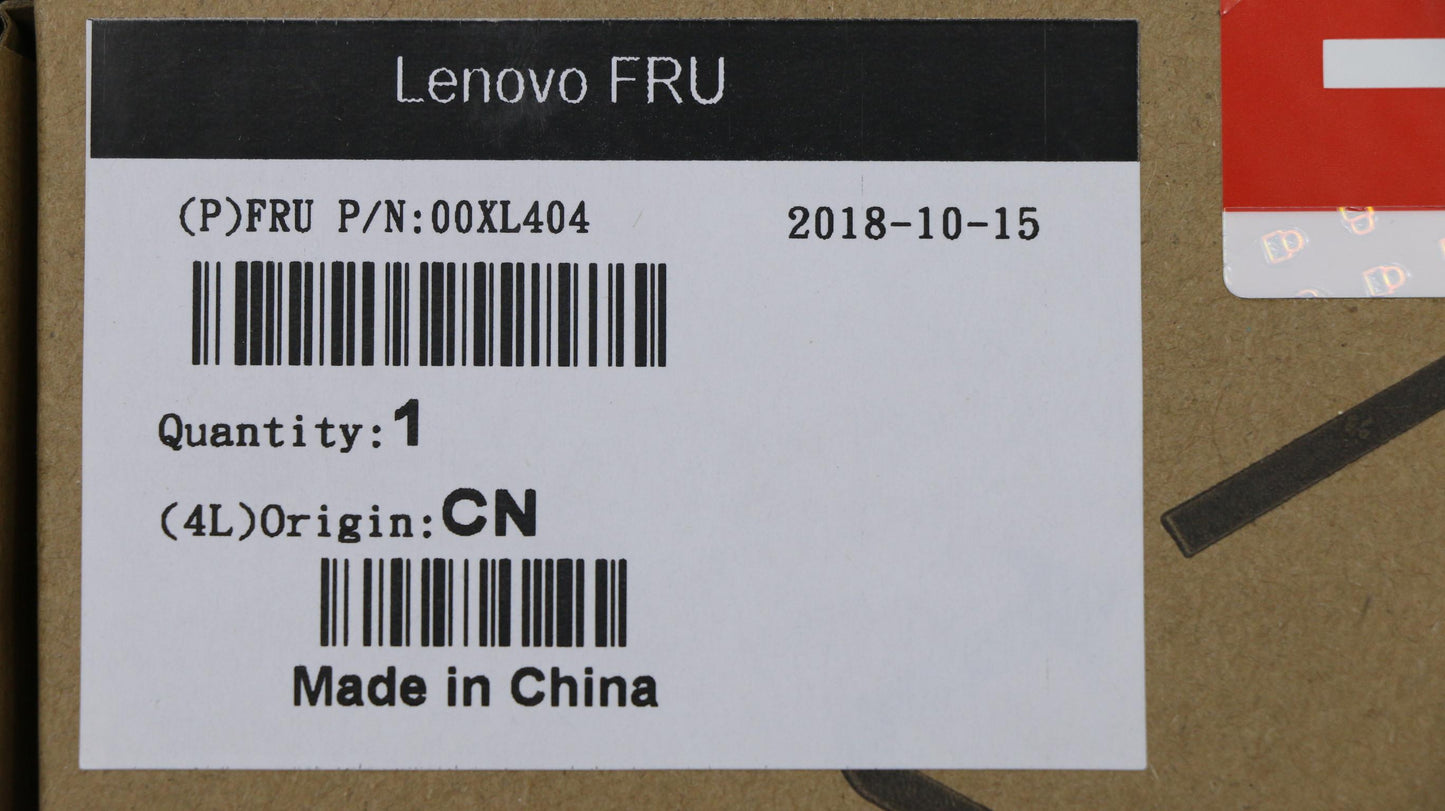 Lenovo FRU
(P)FRU P/N:00XL404
2018-10-15
Quantity:1
(4L)Origin:CN
Made in China